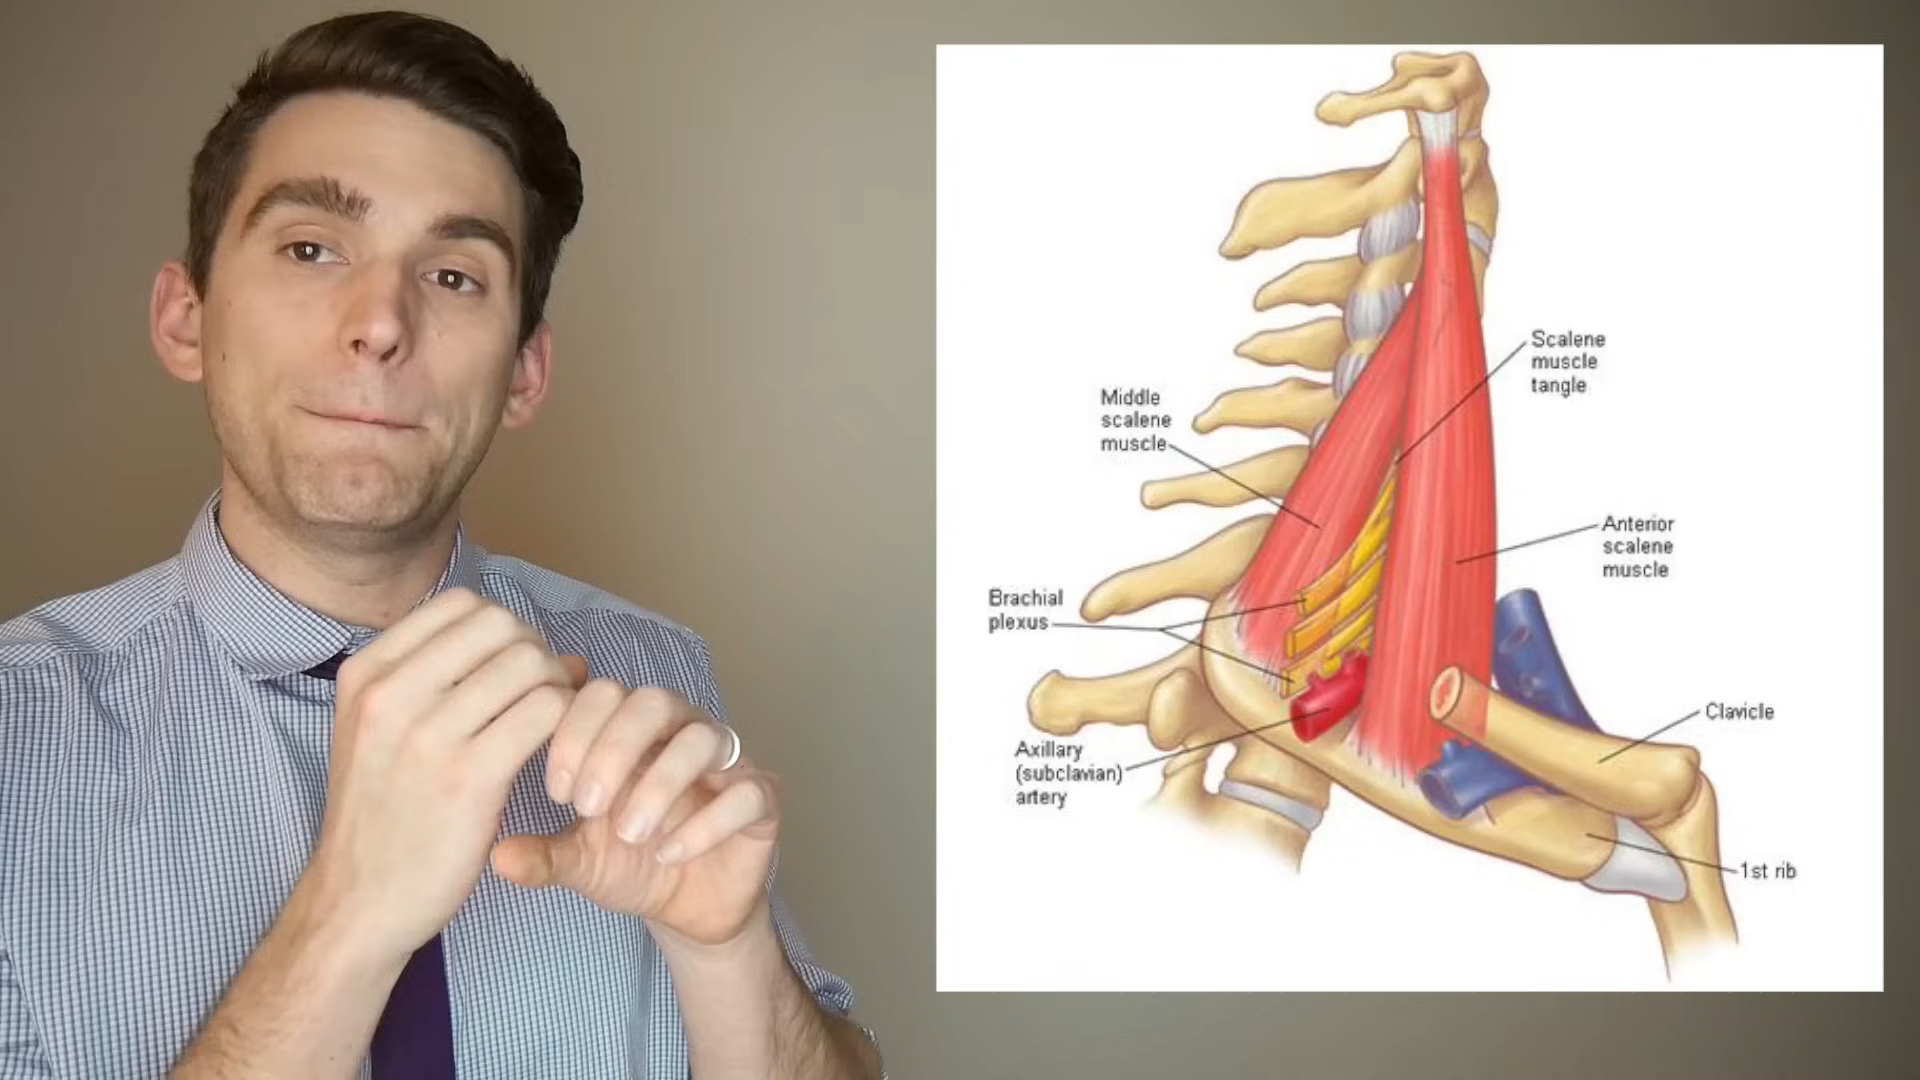 Scalene
muscle
tangle
Middle
scalene
muscle
Anterior
scalene
muscle
Brachial
plexus
Clavicle
Axillary
(subclavian)
artery
1st rib